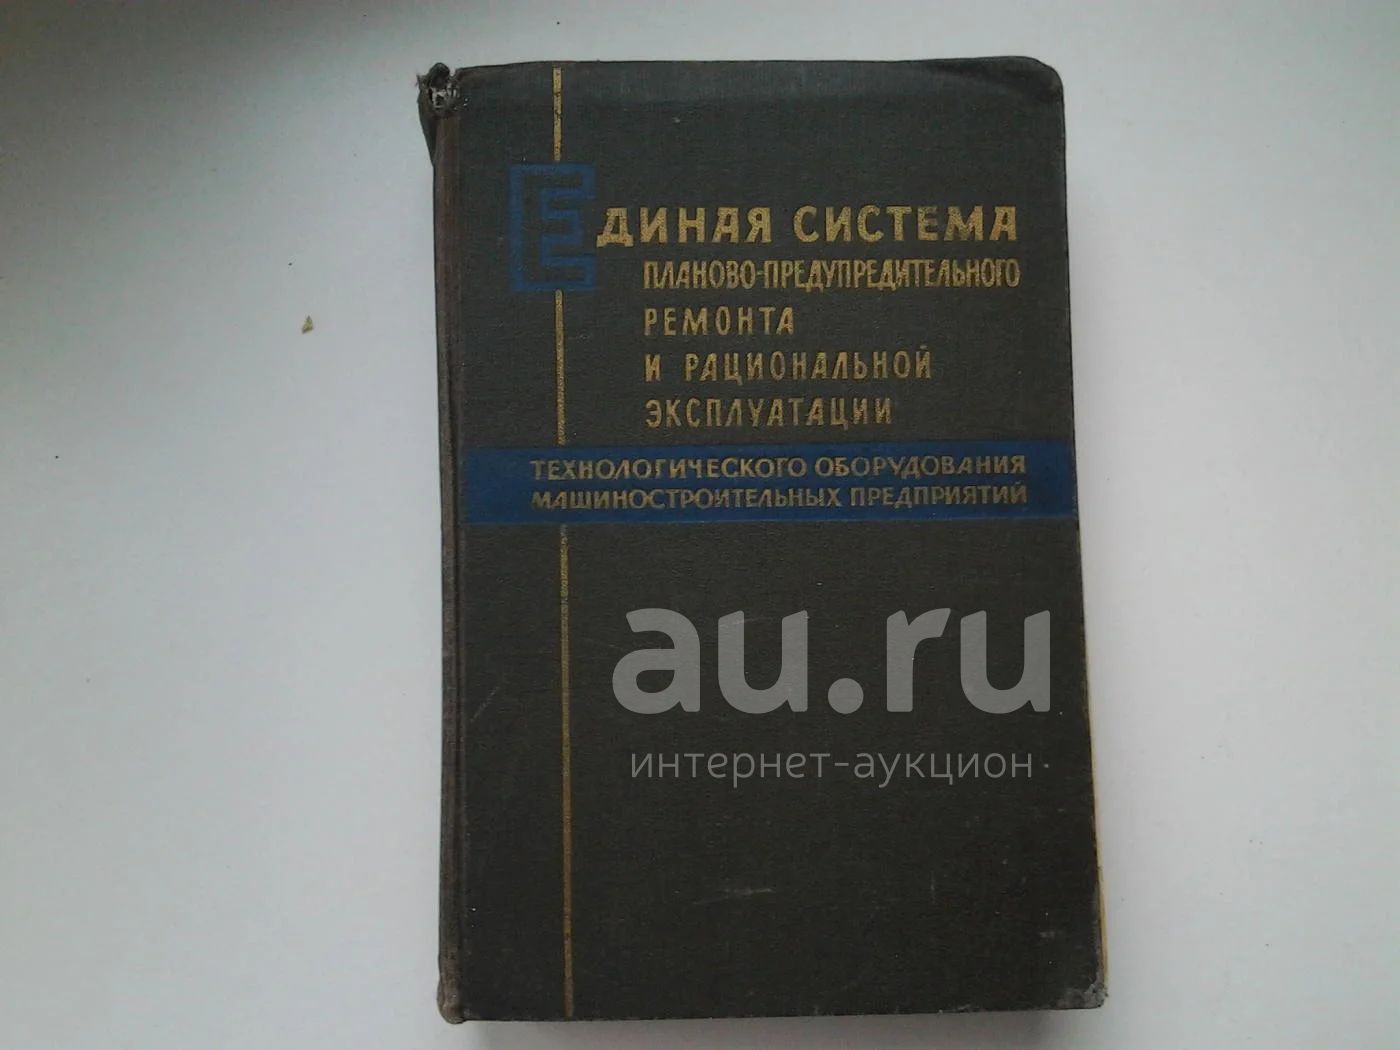 ЕДИНАЯ СИСТЕМА
ПЛАНОВО-ПРЕДУПРЕДИТЕЛЬНОГО
РЕМОНТА
И РАЦИОНАЛЬНОЙ
ЭКСПЛУАТАЦИИ
ТЕХНОЛОГИЧЕСКОГО ОБОРУДОВАНИЯ
МАШИНОСТРОИТЕЛЬНЫХ ПРЕДПРИЯТИЙ
au.ru
интернет-аукцион